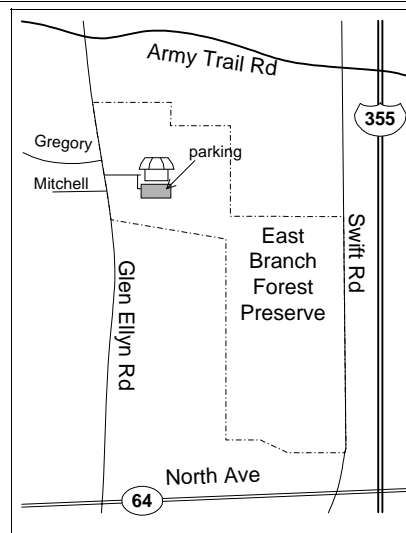 Army Trail Rd
355
Gregory
parking
Mitchell
East
Branch
Forest
Preserve
Swift Rd
Glen Ellyn Rd
North Ave
64